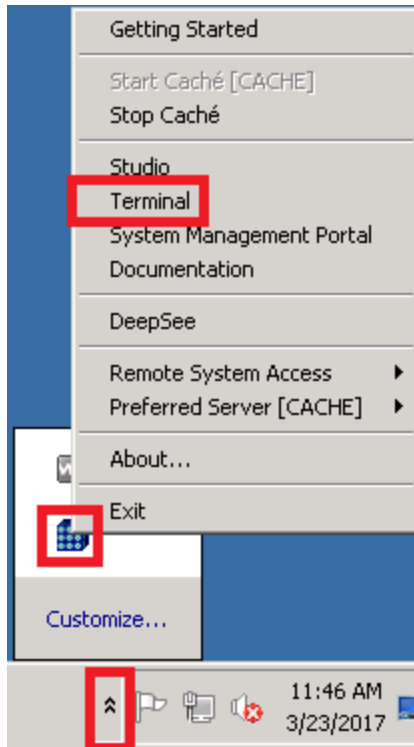 Getting Started
Start Caché [CACHE]
Stop Caché
Studio
Terminal
System Management Portal
Documentation
DeepSee
Remote System Access
Preferred Server [CACHE]
About...
Exit
Customize...
11:46 AM
3/23/2017